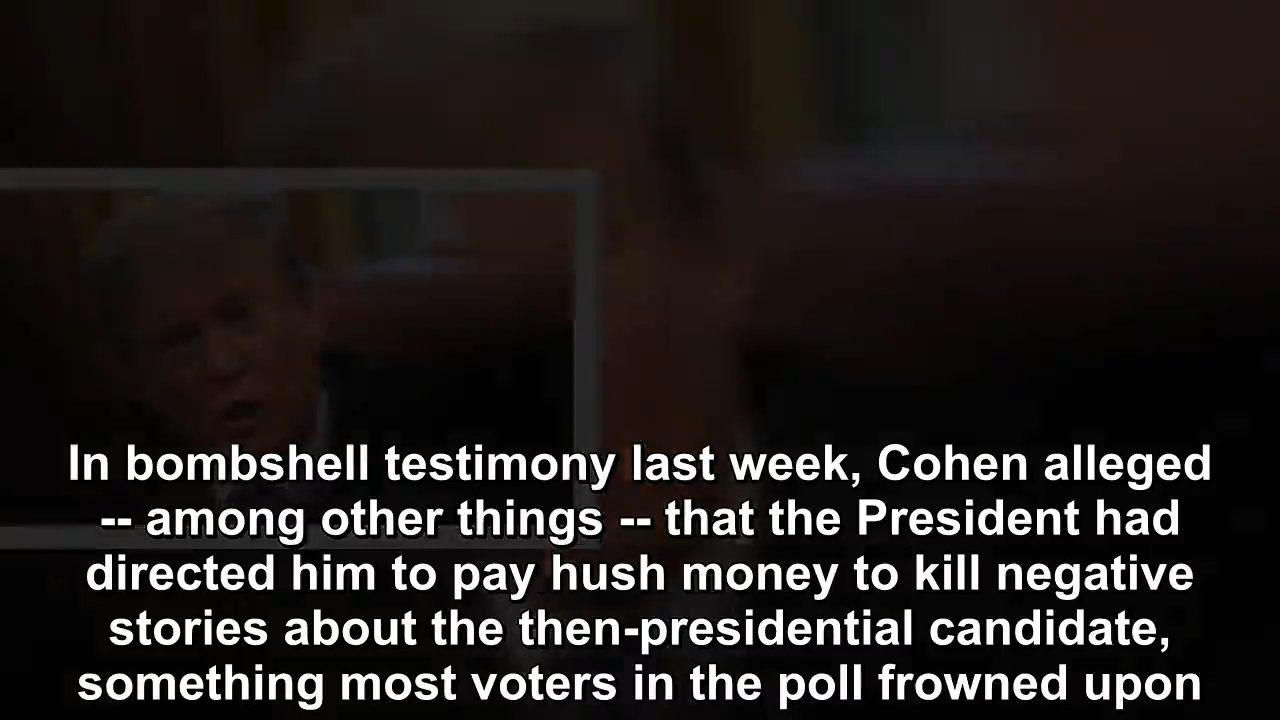 In bombshell testimony last week, Cohen alleged
-- among other things -- that the President had
directed him to pay hush money to kill negative
stories about the then-presidential candidate,
something most voters in the poll frowned upon